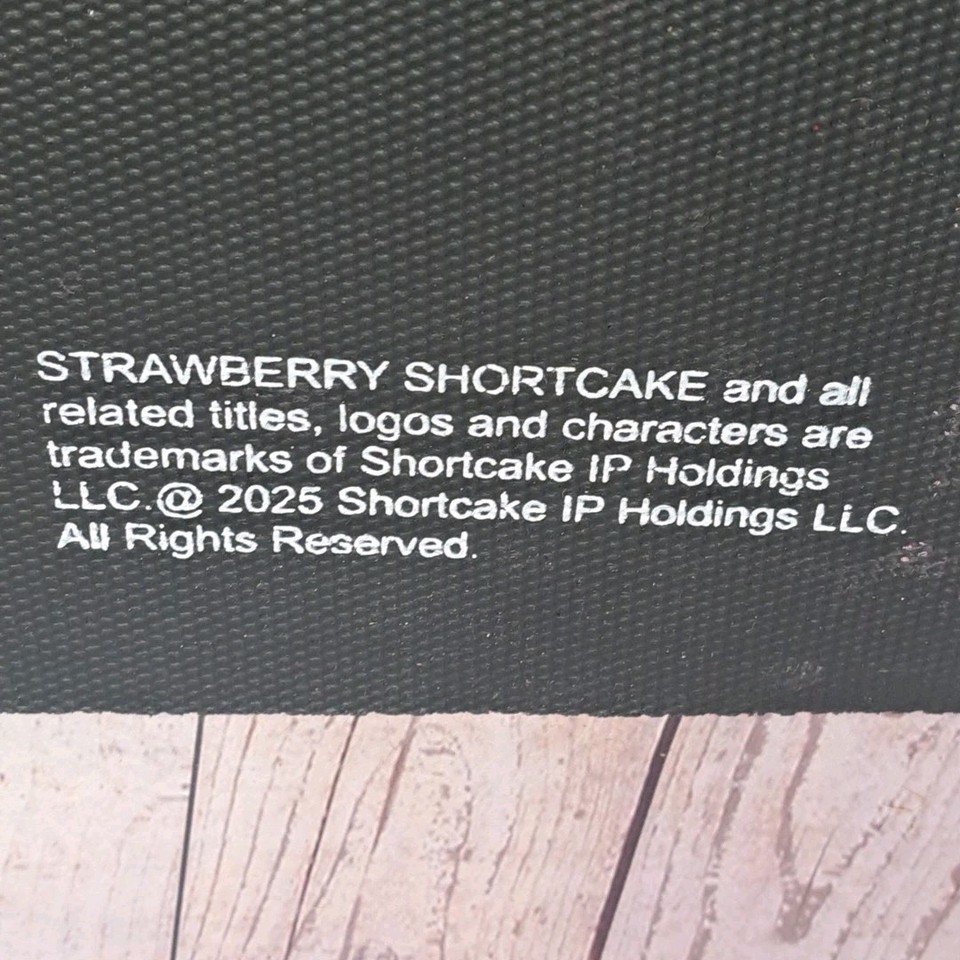 STRAWBERRY SHORTCAKE and all
related titles, logos and characters are
trademarks of Shortcake IP Holdings
LLC.@ 2025 Shortcake IP Holdings LLC.
All Rights Reserved.